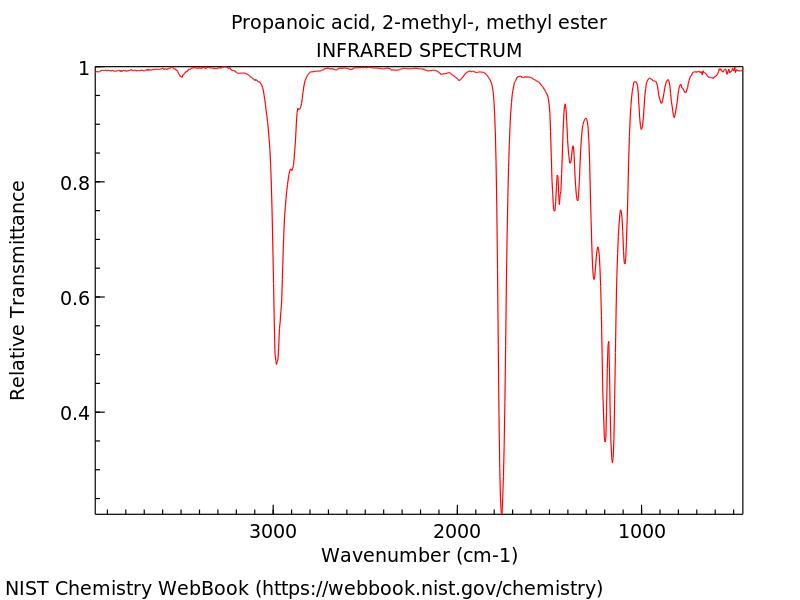 Propanoic acid, 2-methyl-, methyl ester
INFRARED SPECTRUM
1
0.8
0.6
0.4
Relative Transmittance
3000 2000 1000
Wavenumber (cm-1)
NIST Chemistry WebBook (https://webbook.nist.gov/chemistry)